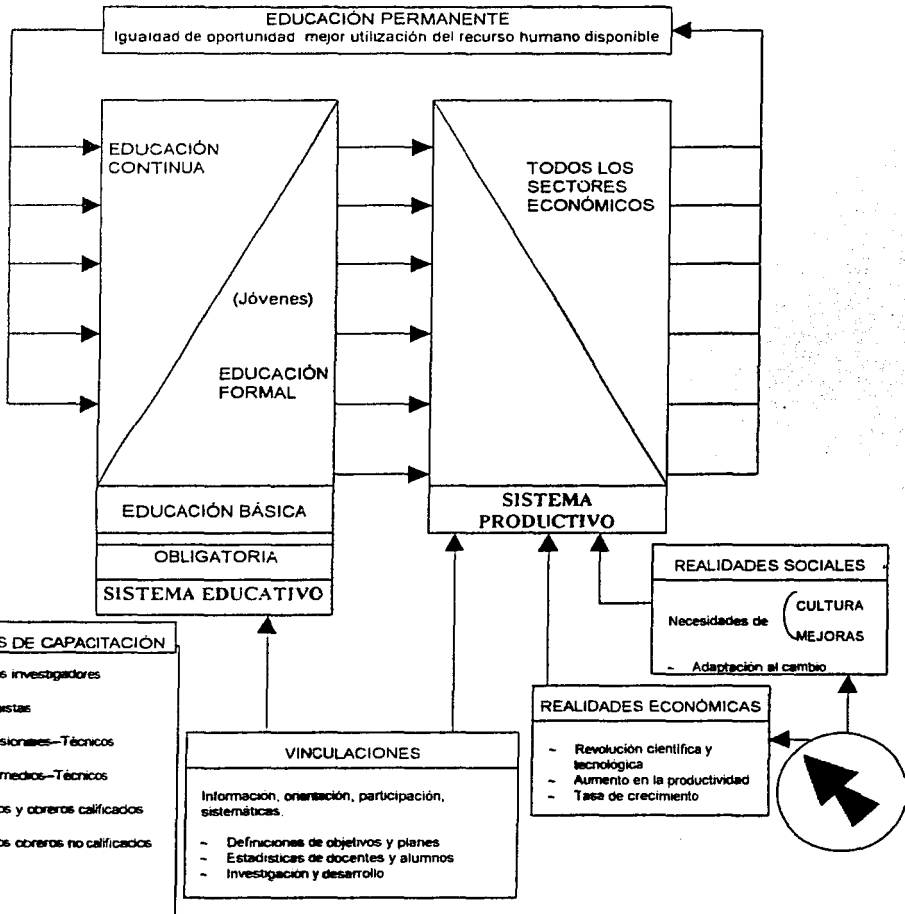 EDUCACIÓN PERMANENTE
Igualdad de oportunidad mejor utilización del recurso humano disponible
EDUCACIÓN
CONTINUA
(Jóvenes)
EDUCACIÓN
FORMAL
EDUCACIÓN BÁSICA
OBLIGATORIA
SISTEMA EDUCATIVO
TODOS LOS
SECTORES
ECONÓMICOS
SISTEMA
PRODUCTIVO
REALIDADES SOCIALES
Necesidades de
CULTURA
MEJORAS
~ Adaptación al cambio
REALIDADES ECONÓMICAS
~ Revolución científica y
tecnológica
~ Aumento en la productividad
~ Tasa de crecimiento
VINCULACIONES
Información, orientación, participación,
sistemáticas.
~ Definiciones de objetivos y planes
~ Estadísticas de docentes y alumnos
~ Investigación y desarrollo
DE CAPACITACIÓN
investigadores
Técnicos
Técnicos
y obreros calificados
obreros no calificados